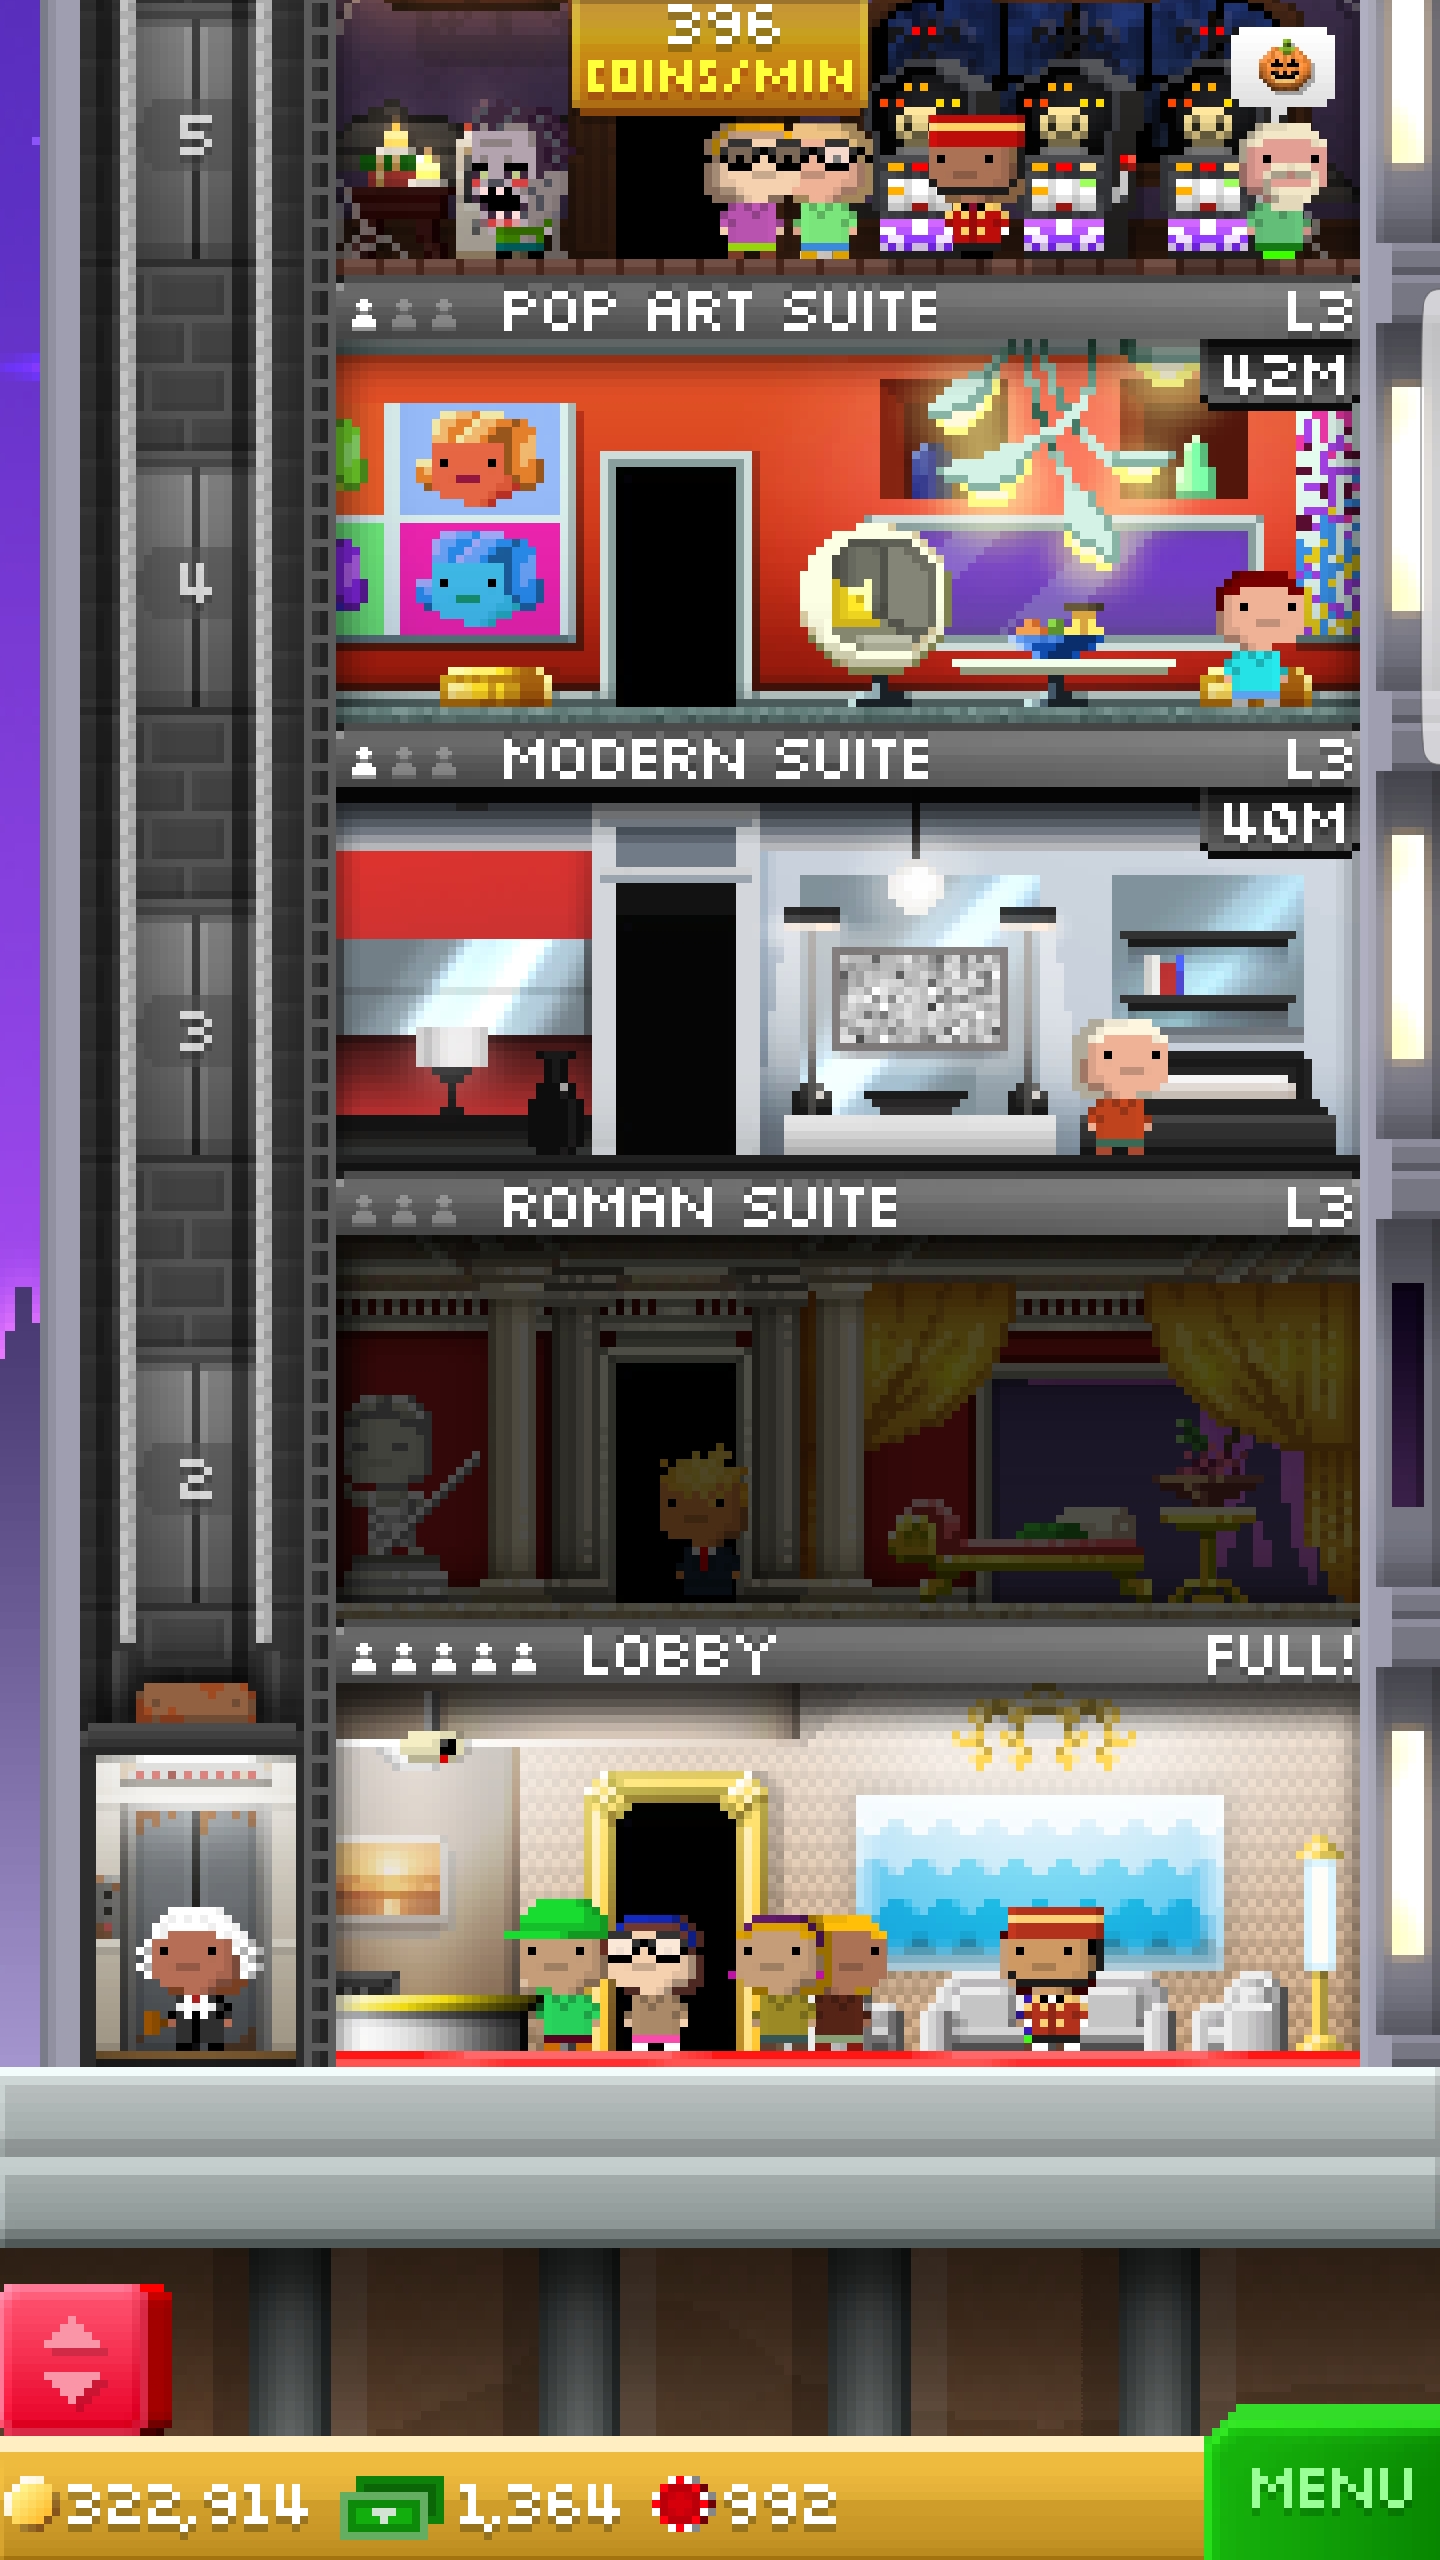 396
COINS/MIN
5
POP ART SUITE L3
42M
4
MODERN SUITE L3
40M
3
ROMAN SUITE L3
2
LOBBY FULL!
322,914 1,364 992
MENU